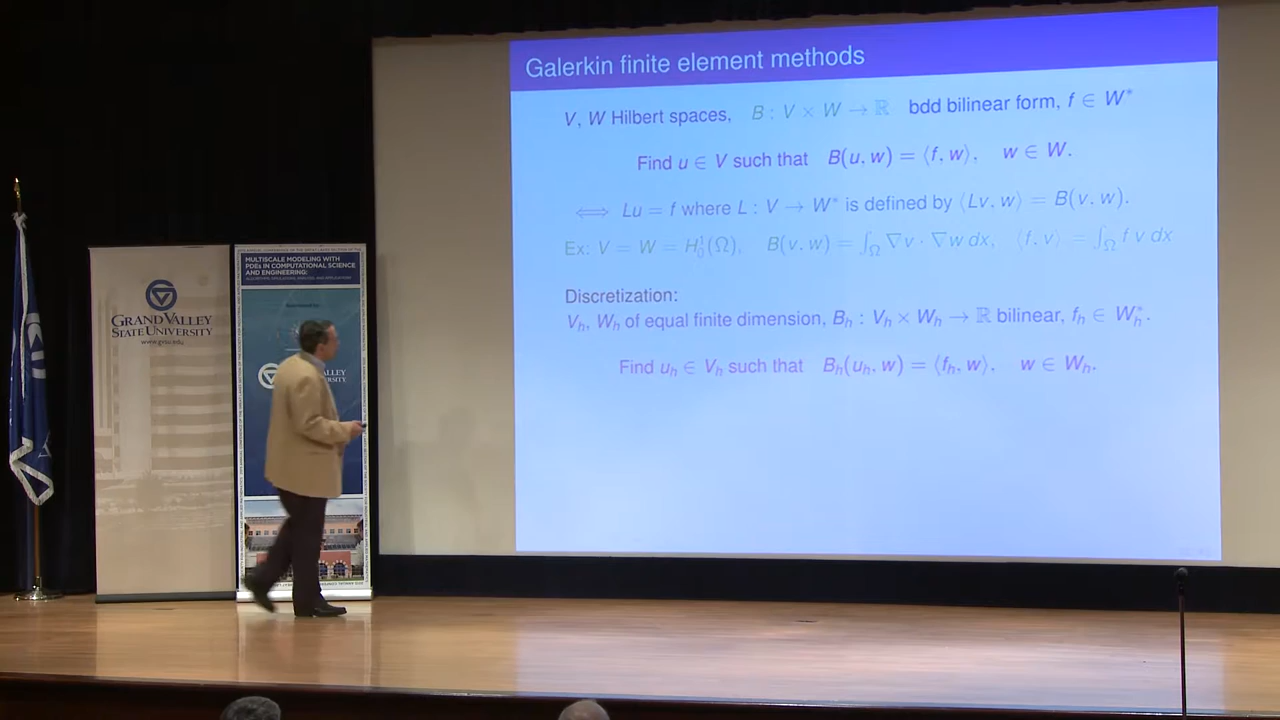 Galerkin finite element methods
V, W Hilbert spaces, B : V × W → ℝ bdd bilinear form, f ∈ W*
Find u ∈ V such that B(u, w) = ⟨f, w⟩, w ∈ W.
⟺ Lu = f where L : V → W* is defined by ⟨Lv, w⟩ = B(v, w).
Ex: V = W = H̊¹(Ω), B(v, w) = ∫_Ω ∇v · ∇w dx, ⟨f, v⟩ = ∫_Ω f v dx
Discretization:
V_h, W_h of equal finite dimension, B_h : V_h × W_h → ℝ bilinear, f_h ∈ W_h*.
Find u_h ∈ V_h such that B_h(u_h, w) = ⟨f_h, w⟩, w ∈ W_h.
GRAND VALLEY
STATE UNIVERSITY
www.gvsu.edu
MULTISCALE MODELING WITH
PDEs IN COMPUTATIONAL SCIENCE
AND ENGINEERING: